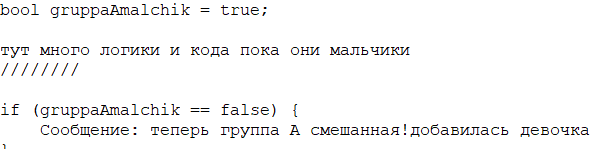 bool gruppaAmalchik = true;
тут много логики и кода пока они мальчики
////////
if (gruppaAmalchik == false) {
Сообщение: теперь группа А смешанная!добавилась девочка
}